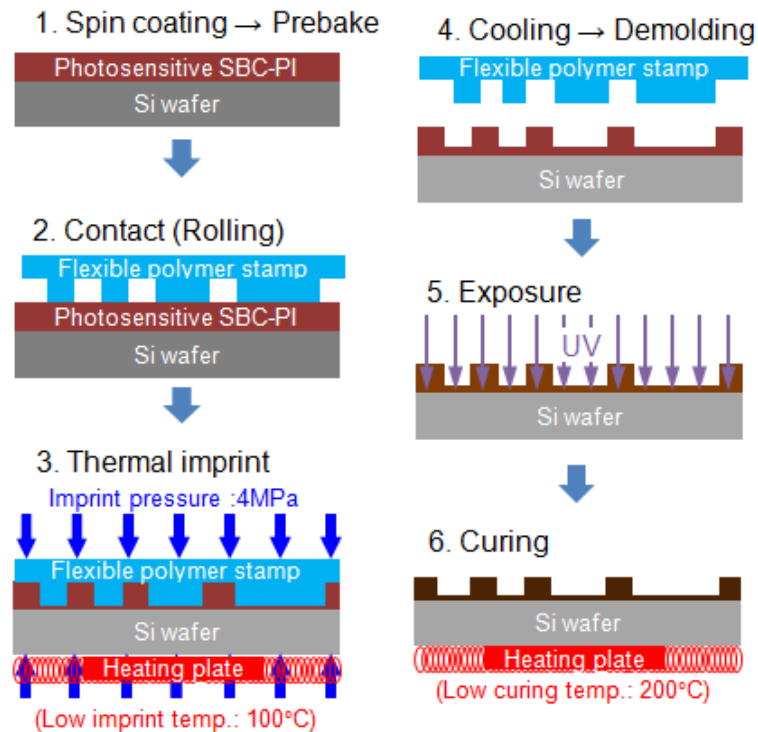 1. Spin coating → Prebake
Photosensitive SBC-PI
Si wafer
2. Contact (Rolling)
Flexible polymer stamp
Photosensitive SBC-PI
Si wafer
3. Thermal imprint
Imprint pressure :4MPa
Flexible polymer stamp
Si wafer
Heating plate
(Low imprint temp.: 100°C)
4. Cooling → Demolding
Flexible polymer stamp
Si wafer
5. Exposure
UV
Si wafer
6. Curing
Si wafer
Heating plate
(Low curing temp.: 200°C)